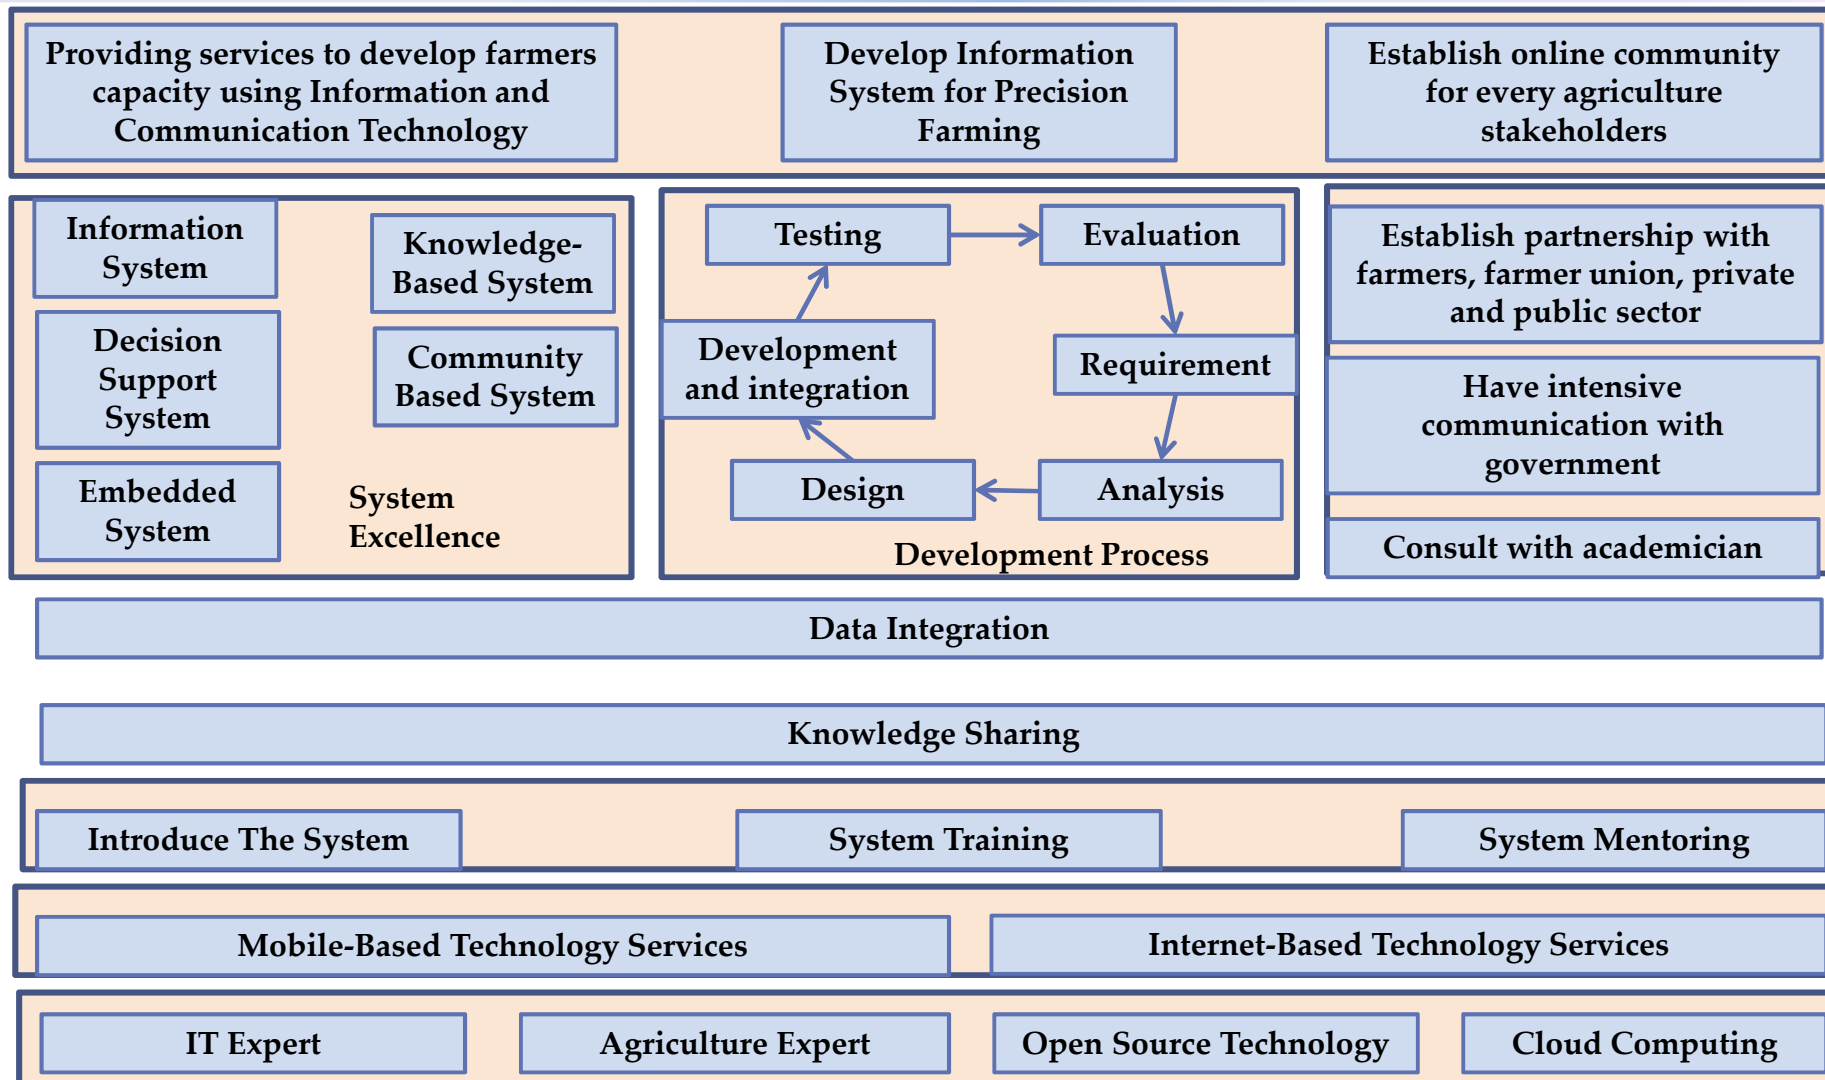 Providing services to develop farmers
capacity using Information and
Communication Technology
Develop Information
System for Precision
Farming
Establish online community
for every agriculture
stakeholders
Information
System
Knowledge-
Based System
Decision
Support
System
Community
Based System
Embedded
System
System
Excellence
Testing
Evaluation
Development
and integration
Requirement
Design
Analysis
Development Process
Establish partnership with
farmers, farmer union, private
and public sector
Have intensive
communication with
government
Consult with academician
Data Integration
Knowledge Sharing
Introduce The System
System Training
System Mentoring
Mobile-Based Technology Services
Internet-Based Technology Services
IT Expert
Agriculture Expert
Open Source Technology
Cloud Computing